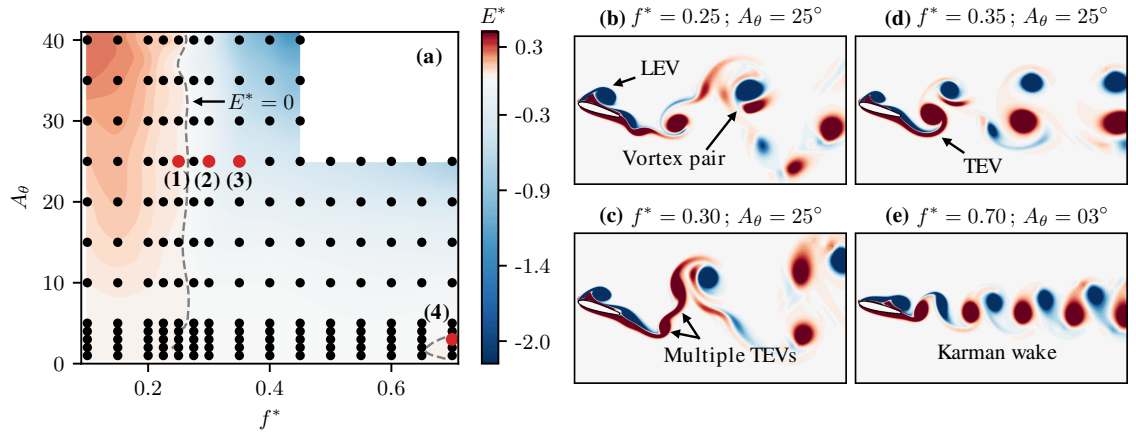 (a)
E* = 0
(1) (2) (3)
(4)
A_θ
40
30
20
10
0
0.2 0.4 0.6
f*
E*
0.3
-0.3
-0.9
-1.4
-2.0
(b) f* = 0.25 ; A_θ = 25°
LEV
Vortex pair
(c) f* = 0.30 ; A_θ = 25°
Multiple TEVs
(d) f* = 0.35 ; A_θ = 25°
TEV
(e) f* = 0.70 ; A_θ = 03°
Karman wake